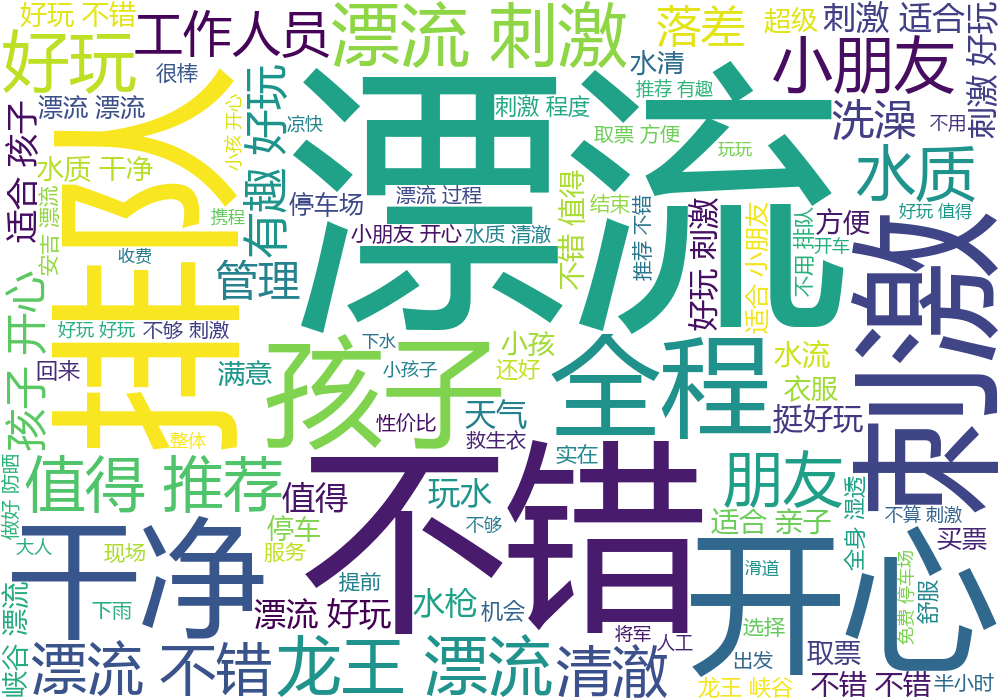 好玩 不错
工作人员
漂流 刺激
落差
超级
刺激 适合
刺激 好玩
好玩
很棒
水清
小朋友
漂流 漂流
小孩 开心
有趣 好玩
凉快
漂流
刺激 程度
推荐 有趣
取票 方便
玩玩
洗澡
不用
适合 孩子
水质 干净
排队
水质
安吉 漂流
携程
停车场
漂流 过程
不错 值得
结束
推荐 不错
好玩 刺激
适合 小朋友
不用 排队
方便
开车
好玩 值得
小朋友 开心
水质 清澈
收费
管理
刺激
孩子 开心
好玩 好玩
不够 刺激
下水
小孩
全程
水流
回来
满意
孩子
小孩子
还好
衣服
性价比
天气
挺好玩
整体
救生衣
值得 推荐
值得
不错
实在
朋友
做好 防晒
玩水
全身 湿透
停车
不够
适合 亲子
不算 刺激
买票
干净
大人
现场
服务
开心
滑道
提前
免费 停车场
舒服
峡谷 漂流
下雨
漂流 好玩
水枪
机会
选择
将军
人工
漂流 不错
龙王 漂流
清澈
出发
取票
龙王 峡谷
不错 不错
半小时